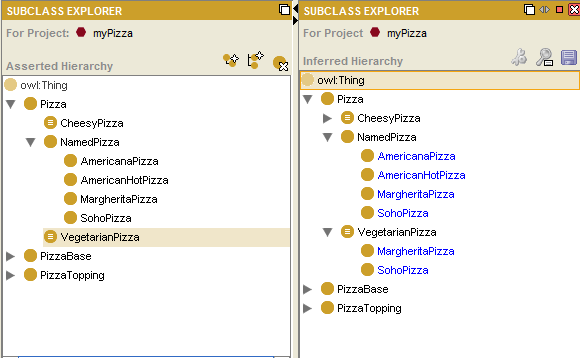 SUBCLASS EXPLORER
For Project: myPizza
Asserted Hierarchy
owl:Thing
Pizza
CheesyPizza
NamedPizza
AmericanaPizza
AmericanHotPizza
MargheritaPizza
SohoPizza
VegetarianPizza
PizzaBase
PizzaTopping
SUBCLASS EXPLORER
For Project myPizza
Inferred Hierarchy
owl:Thing
Pizza
CheesyPizza
NamedPizza
AmericanaPizza
AmericanHotPizza
MargheritaPizza
SohoPizza
VegetarianPizza
MargheritaPizza
SohoPizza
PizzaBase
PizzaTopping